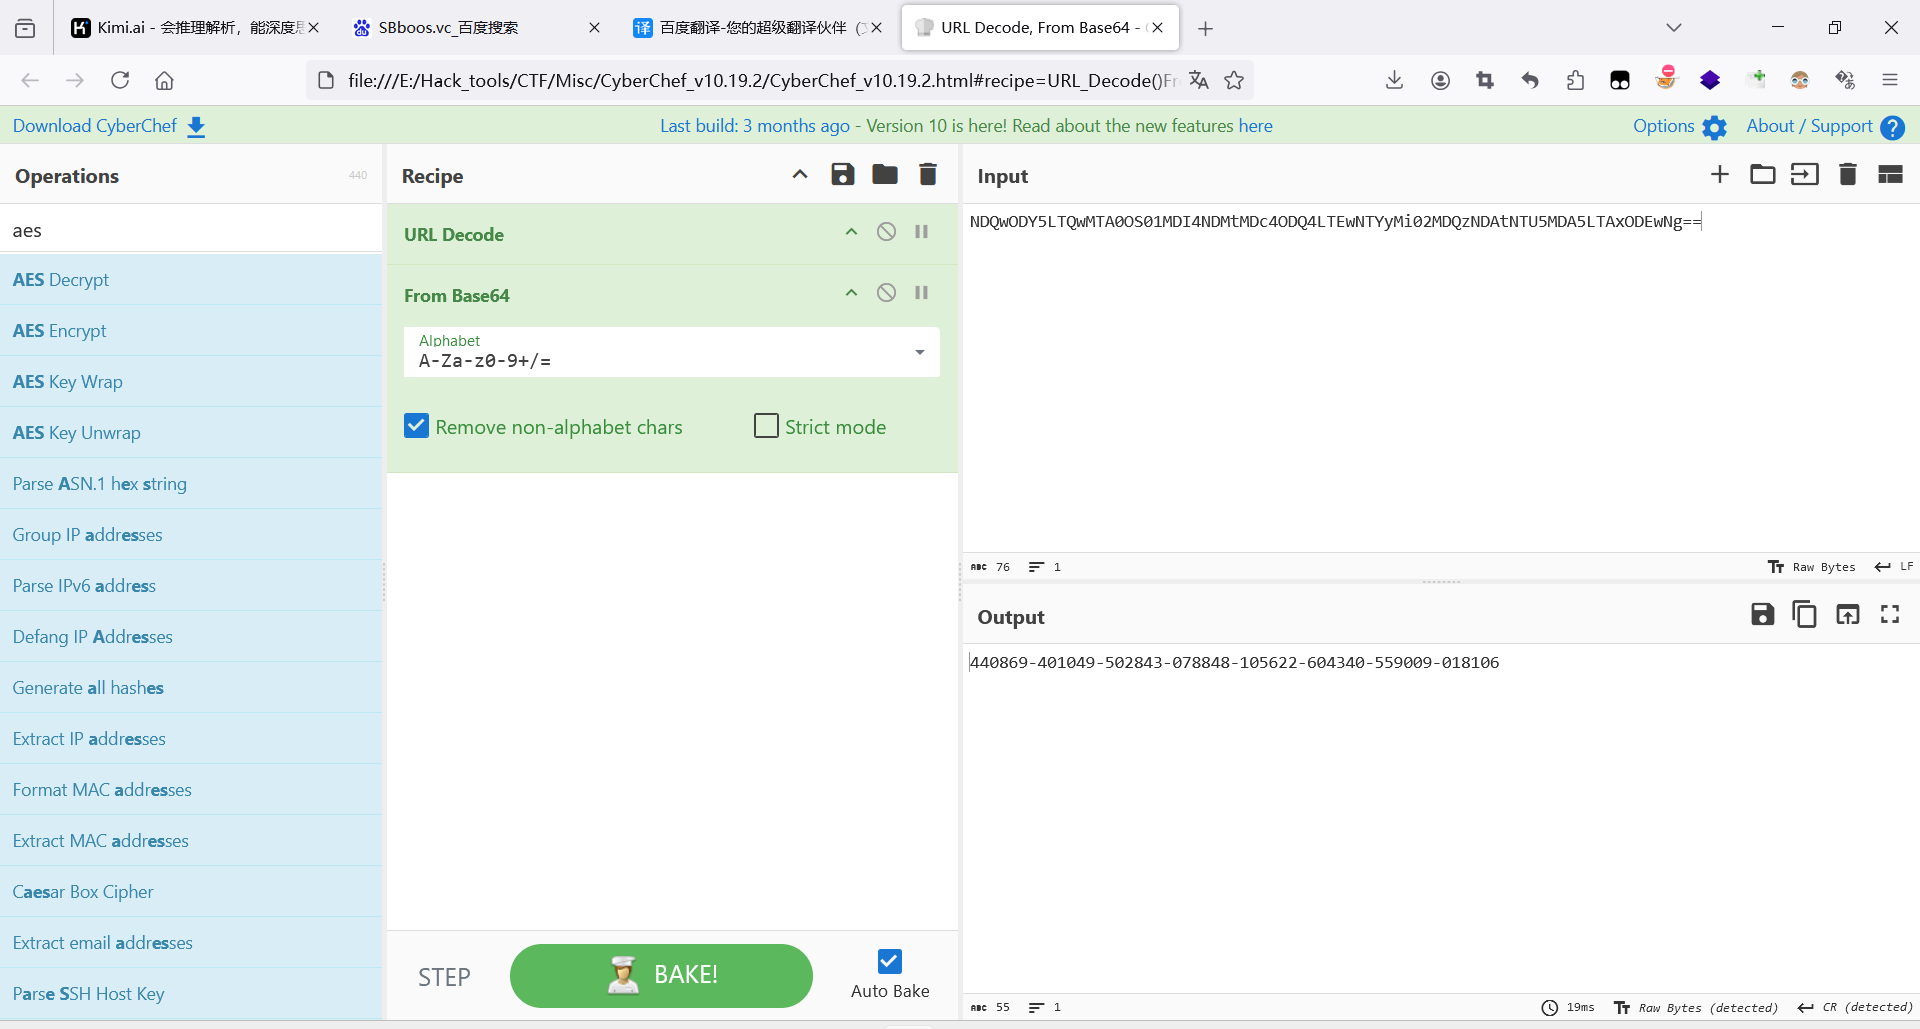 Kimi.ai - 会推理解析，能深度思
SBboos.vc_百度搜索
译 百度翻译-您的超级翻译伙伴（文
URL Decode, From Base64 -
file:///E:/Hack_tools/CTF/Misc/CyberChef_v10.19.2/CyberChef_v10.19.2.html#recipe=URL_Decode()Fr
Download CyberChef
Last build: 3 months ago - Version 10 is here! Read about the new features here
Options
About / Support
Operations
440
Recipe
Input
aes
AES Decrypt
AES Encrypt
AES Key Wrap
AES Key Unwrap
Parse ASN.1 hex string
Group IP addresses
Parse IPv6 address
Defang IP Addresses
Generate all hashes
Extract IP addresses
Format MAC addresses
Extract MAC addresses
Caesar Box Cipher
Extract email addresses
Parse SSH Host Key
URL Decode
From Base64
Alphabet
A-Za-z0-9+/=
Remove non-alphabet chars
Strict mode
STEP
BAKE!
Auto Bake
NDQwODY5LTQwMTA0OS01MDI4NDMtMDc4ODQ4LTEwNTYyMi02MDQzNDAtNTU5MDA5LTAxODEwNg==
ABC 76
1
Raw Bytes
LF
Output
440869-401049-502843-078848-105622-604340-559009-018106
ABC 55
1
19ms
Raw Bytes (detected)
CR (detected)